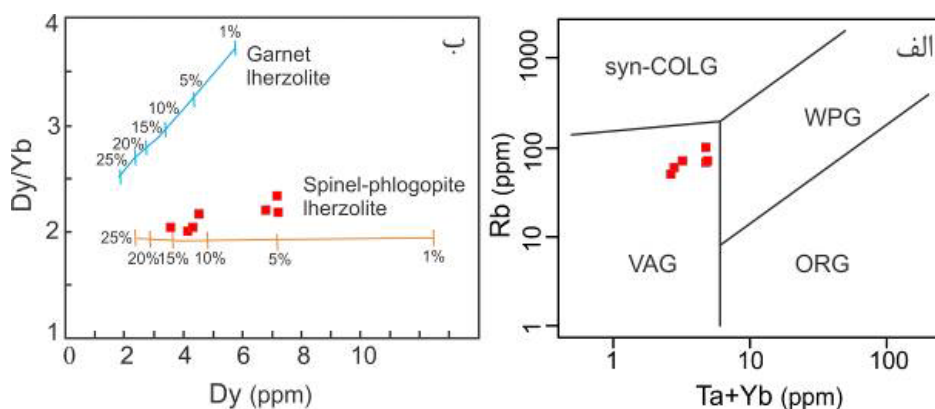 4
3
2
1
Dy/Yb
0
2
4
6
8
10
Dy (ppm)
ب.
1%
5%
10%
15%
20%
25%
Garnet
lherzolite
Spinel-phlogopite
lherzolite
25%
20%
15%
10%
5%
1%
الف
1000
100
10
1
Rb (ppm)
syn-COLG
WPG
VAG
ORG
1
10
100
Ta+Yb (ppm)